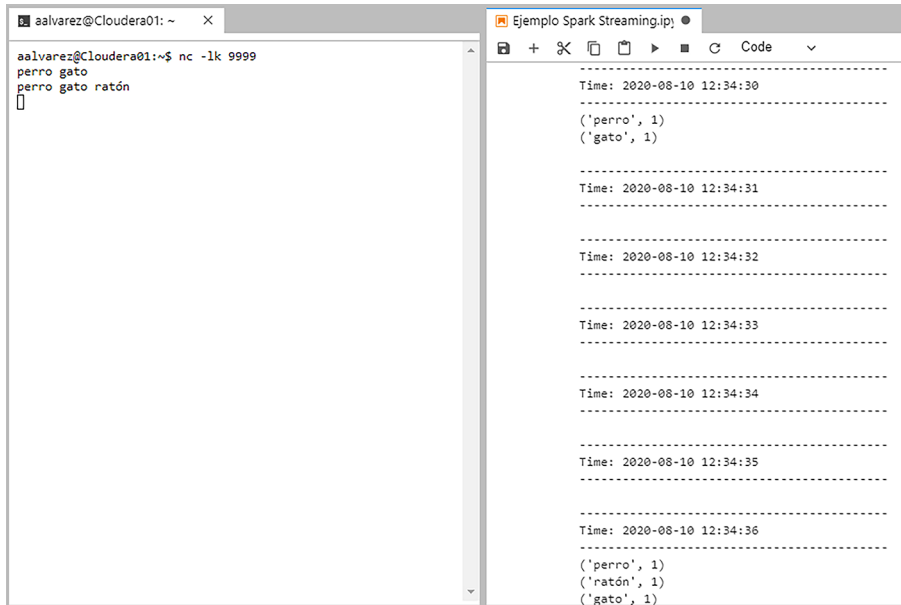 aalvarez@Cloudera01: ~
aalvarez@Cloudera01:~$ nc -lk 9999
perro gato
perro gato ratón
Ejemplo Spark Streaming.ipy
Code
-------------------------------------------
Time: 2020-08-10 12:34:30
-------------------------------------------
('perro', 1)
('gato', 1)
-------------------------------------------
Time: 2020-08-10 12:34:31
-------------------------------------------
-------------------------------------------
Time: 2020-08-10 12:34:32
-------------------------------------------
-------------------------------------------
Time: 2020-08-10 12:34:33
-------------------------------------------
-------------------------------------------
Time: 2020-08-10 12:34:34
-------------------------------------------
-------------------------------------------
Time: 2020-08-10 12:34:35
-------------------------------------------
-------------------------------------------
Time: 2020-08-10 12:34:36
-------------------------------------------
('perro', 1)
('ratón', 1)
('gato', 1)